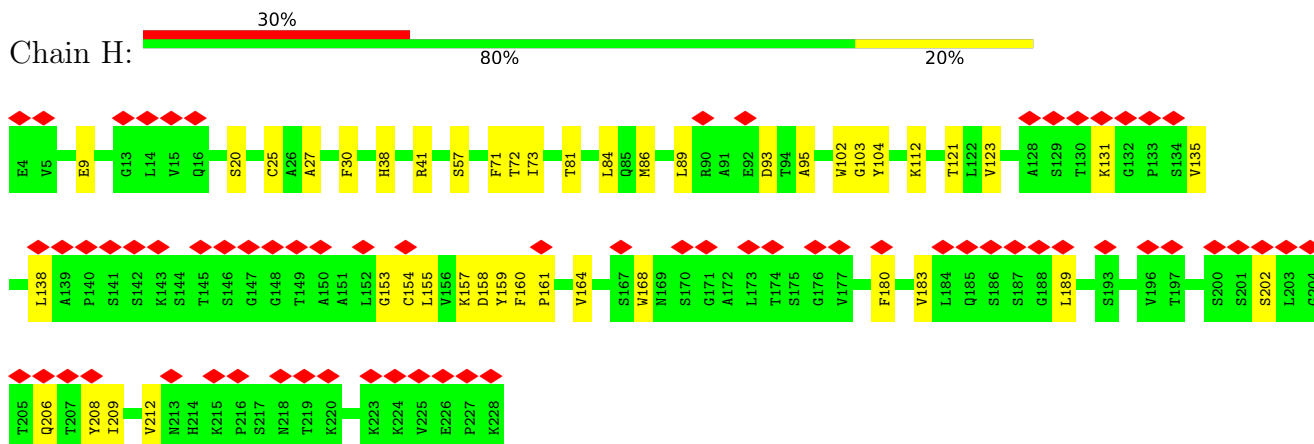 30%
Chain H:
80% 20%
E4 V5 E9 G13 L14 V15 Q16 S20 C25 A26 A27 F30 H38 R41 S57 F71 T72 I73 T81 L84 Q85 M86 L89 R90 A91 E92 D93 T94 A95 W102 G103 Y104 K112 T121 L122 V123 A128 S129 T130 K131 G132 P133 S134 V135
L138 A139 P140 S141 S142 K143 S144 T145 S146 G147 G148 T149 A150 A151 L152 G153 C154 L155 V156 K157 D158 Y159 F160 P161 V164 S167 W168 N169 S170 G171 A172 L173 T174 S175 G176 V177 F180 V183 L184 Q185 S186 S187 G188 L189 S193 V196 T197 S200 S201 S202 L203 G204
T205 Q206 T207 Y208 I209 V212 N213 H214 K215 P216 S217 N218 T219 K220 K223 K224 V225 E226 P227 K228